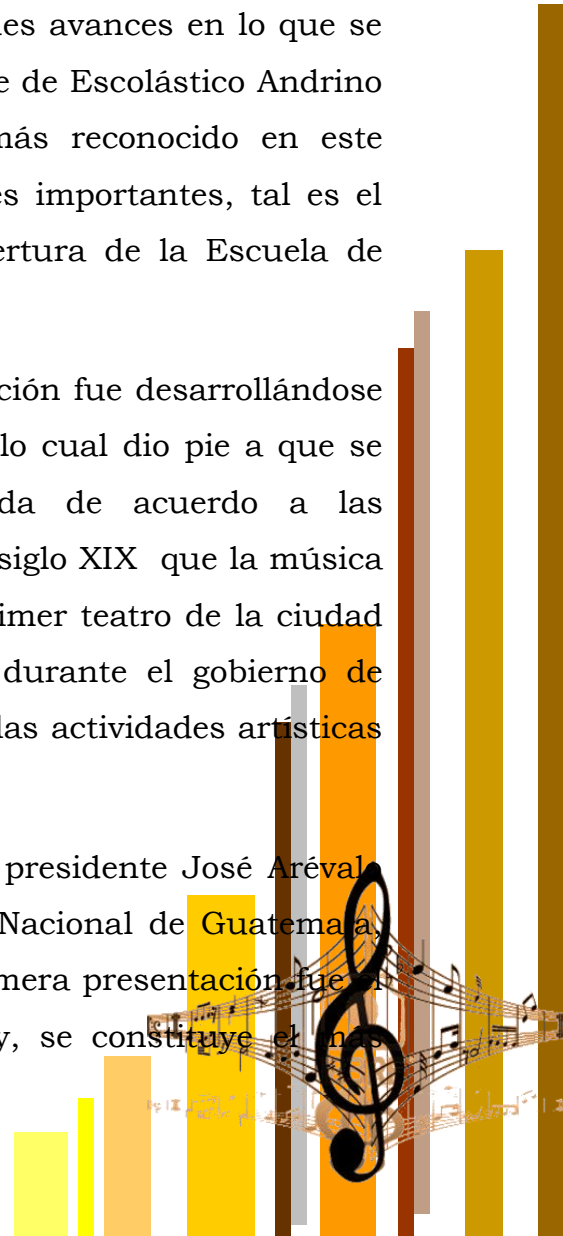 es avances en lo que se
e de Escolástico Andrino
más reconocido en este
es importantes, tal es el
ertura de la Escuela de
ción fue desarrollándose
lo cual dio pie a que se
da de acuerdo a las
siglo XIX que la música
imer teatro de la ciudad
durante el gobierno de
las actividades artísticas
presidente José Arévalo
Nacional de Guatemala,
mera presentación fue el
y, se constituye el más